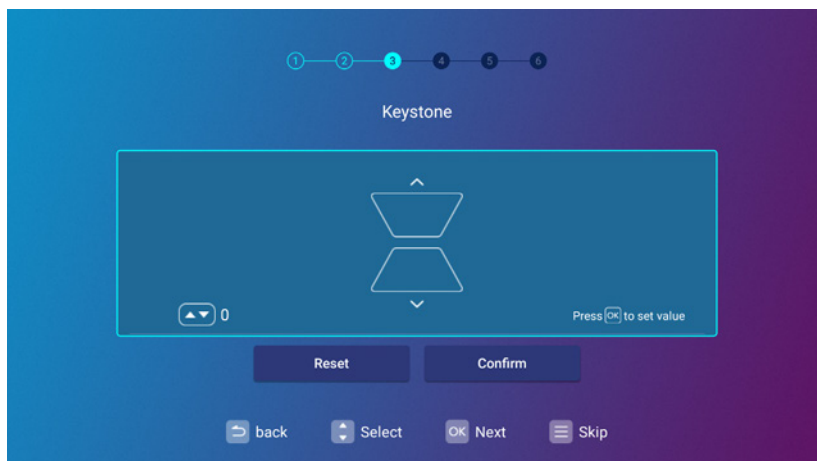 1 2 3 4 5 6
Keystone
0
Press OK to set value
Reset Confirm
back Select OK Next Skip